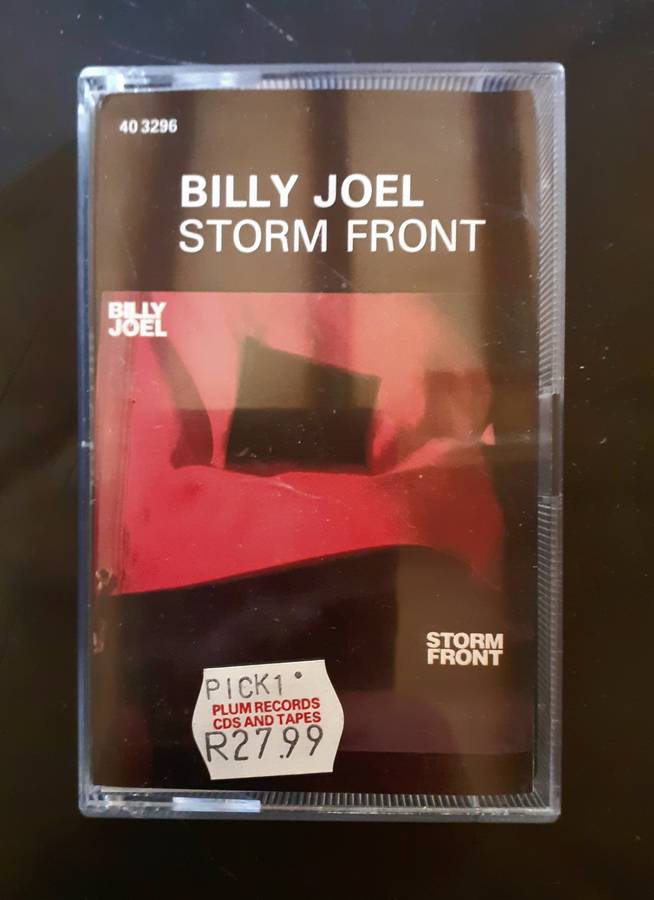 40 3296
BILLY JOEL
STORM FRONT
BILLY
JOEL
STORM
FRONT
PICK1
PLUM RECORDS
CDS AND TAPES
R27.99